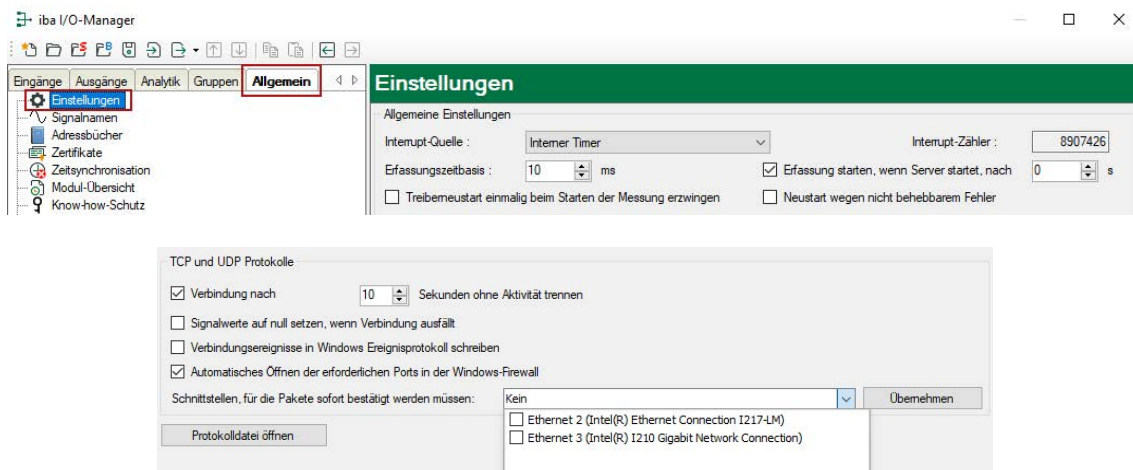 iba I/O-Manager
Eingänge Ausgänge Analytik Gruppen Allgemein
Einstellungen
Signalnamen
Adressbücher
Zertifikate
Zeitsynchronisation
Modul-Übersicht
Know-how-Schutz
Einstellungen
Allgemeine Einstellungen
Interrupt-Quelle : Interner Timer Interrupt-Zähler : 8907426
Erfassungszeitbasis : 10 ms Erfassung starten, wenn Server startet, nach 0 s
Treiberneustart einmalig beim Starten der Messung erzwingen Neustart wegen nicht behebbarem Fehler
TCP und UDP Protokolle
Verbindung nach 10 Sekunden ohne Aktivität trennen
Signalwerte auf null setzen, wenn Verbindung ausfällt
Verbindungsereignisse in Windows Ereignisprotokoll schreiben
Automatisches Öffnen der erforderlichen Ports in der Windows-Firewall
Schnittstellen, für die Pakete sofort bestätigt werden müssen: Kein Übernehmen
Ethernet 2 (Intel(R) Ethernet Connection I217-LM)
Ethernet 3 (Intel(R) I210 Gigabit Network Connection)
Protokolldatei öffnen